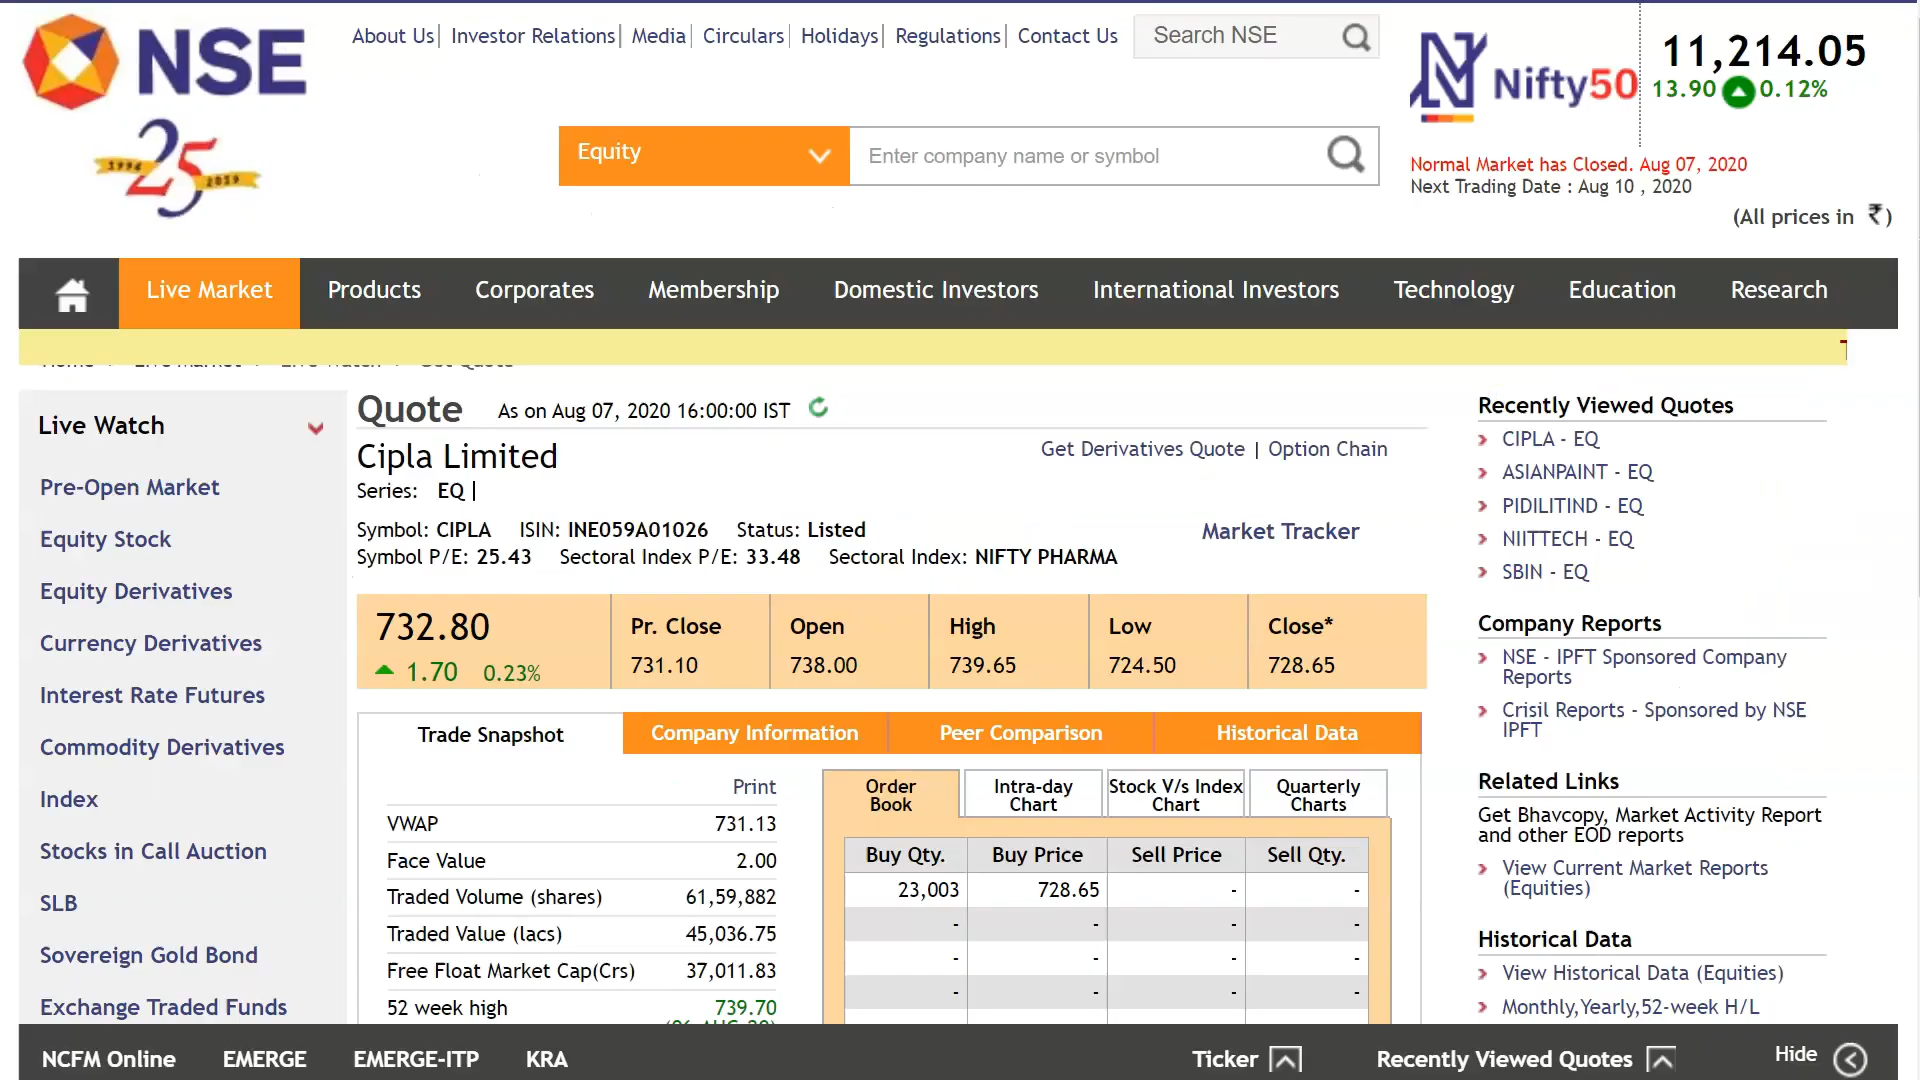 NSE
1994 25 2019
About Us | Investor Relations | Media | Circulars | Holidays | Regulations | Contact Us
Search NSE
Equity
Enter company name or symbol
Nifty50
11,214.05
13.90 0.12%
Normal Market has Closed. Aug 07, 2020
Next Trading Date : Aug 10 , 2020
(All prices in ₹)
Live Market
Products
Corporates
Membership
Domestic Investors
International Investors
Technology
Education
Research
Live Watch
Pre-Open Market
Equity Stock
Equity Derivatives
Currency Derivatives
Interest Rate Futures
Commodity Derivatives
Index
Stocks in Call Auction
SLB
Sovereign Gold Bond
Exchange Traded Funds
Quote As on Aug 07, 2020 16:00:00 IST
Cipla Limited
Get Derivatives Quote | Option Chain
Series: EQ |
Symbol: CIPLA ISIN: INE059A01026 Status: Listed
Market Tracker
Symbol P/E: 25.43 Sectoral Index P/E: 33.48 Sectoral Index: NIFTY PHARMA
732.80 Pr. Close Open High Low Close*
1.70 0.23% 731.10 738.00 739.65 724.50 728.65
Trade Snapshot
Company Information
Peer Comparison
Historical Data
Print
VWAP 731.13
Face Value 2.00
Traded Volume (shares) 61,59,882
Traded Value (lacs) 45,036.75
Free Float Market Cap(Crs) 37,011.83
52 week high 739.70
Order
Book
Intra-day
Chart
Stock V/s Index
Chart
Quarterly
Charts
Buy Qty. Buy Price Sell Price Sell Qty.
23,003 728.65 - -
- - - -
- - - -
- - - -
Recently Viewed Quotes
CIPLA - EQ
ASIANPAINT - EQ
PIDILITIND - EQ
NIITTECH - EQ
SBIN - EQ
Company Reports
NSE - IPFT Sponsored Company
Reports
Crisil Reports - Sponsored by NSE
IPFT
Related Links
Get Bhavcopy, Market Activity Report
and other EOD reports
View Current Market Reports
(Equities)
Historical Data
View Historical Data (Equities)
Monthly,Yearly,52-week H/L
NCFM Online
EMERGE
EMERGE-ITP
KRA
Ticker
Recently Viewed Quotes
Hide